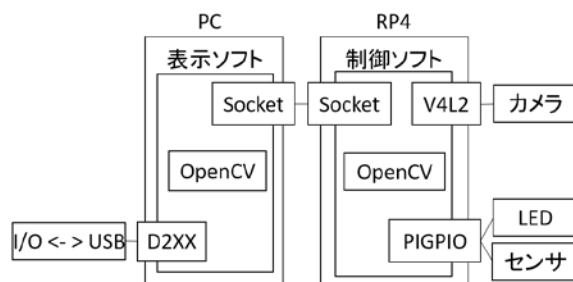 PC
RP4
表示ソフト
制御ソフト
Socket
Socket
V4L2
カメラ
OpenCV
OpenCV
I/O <- > USB
D2XX
PIGPIO
LED
センサ